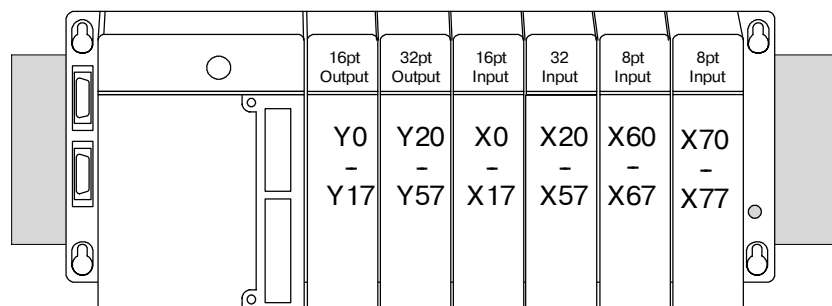 16pt
Output
32pt
Output
16pt
Input
32
Input
8pt
Input
8pt
Input
Y0
-
Y17
Y20
-
Y57
X0
-
X17
X20
-
X57
X60
-
X67
X70
-
X77